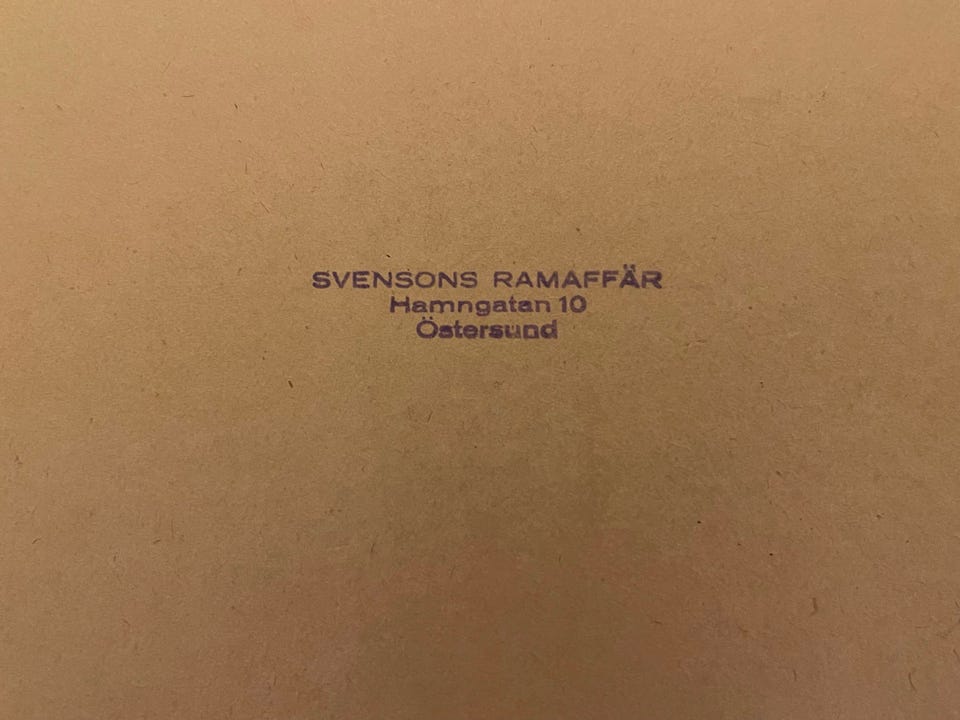 SVENSONS RAMAFFÄR
Hamngatan 10
Östersund